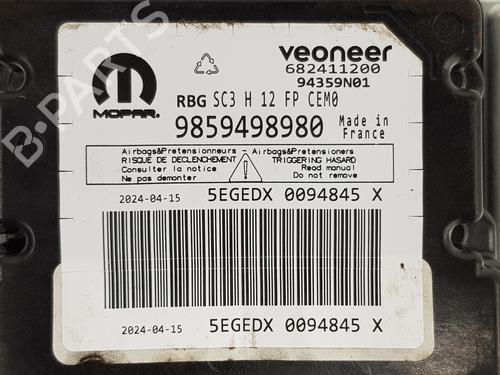 veoneer
682411200
94359N01
MOPAR.
RBG SC3 H 12 FP CEM0
9859498980
Made in
France
Airbags&Pretensionneurs
RISQUE DE DECLENCHEMENT
Consulter la notice
Ne pas demonter
Airbags&Pretensioners
TRIGGERING HASARD
Read manual
Do not remove
2024-04-15 5EGEDX 0094845 X
2024-04-15 5EGEDX 0094845 X